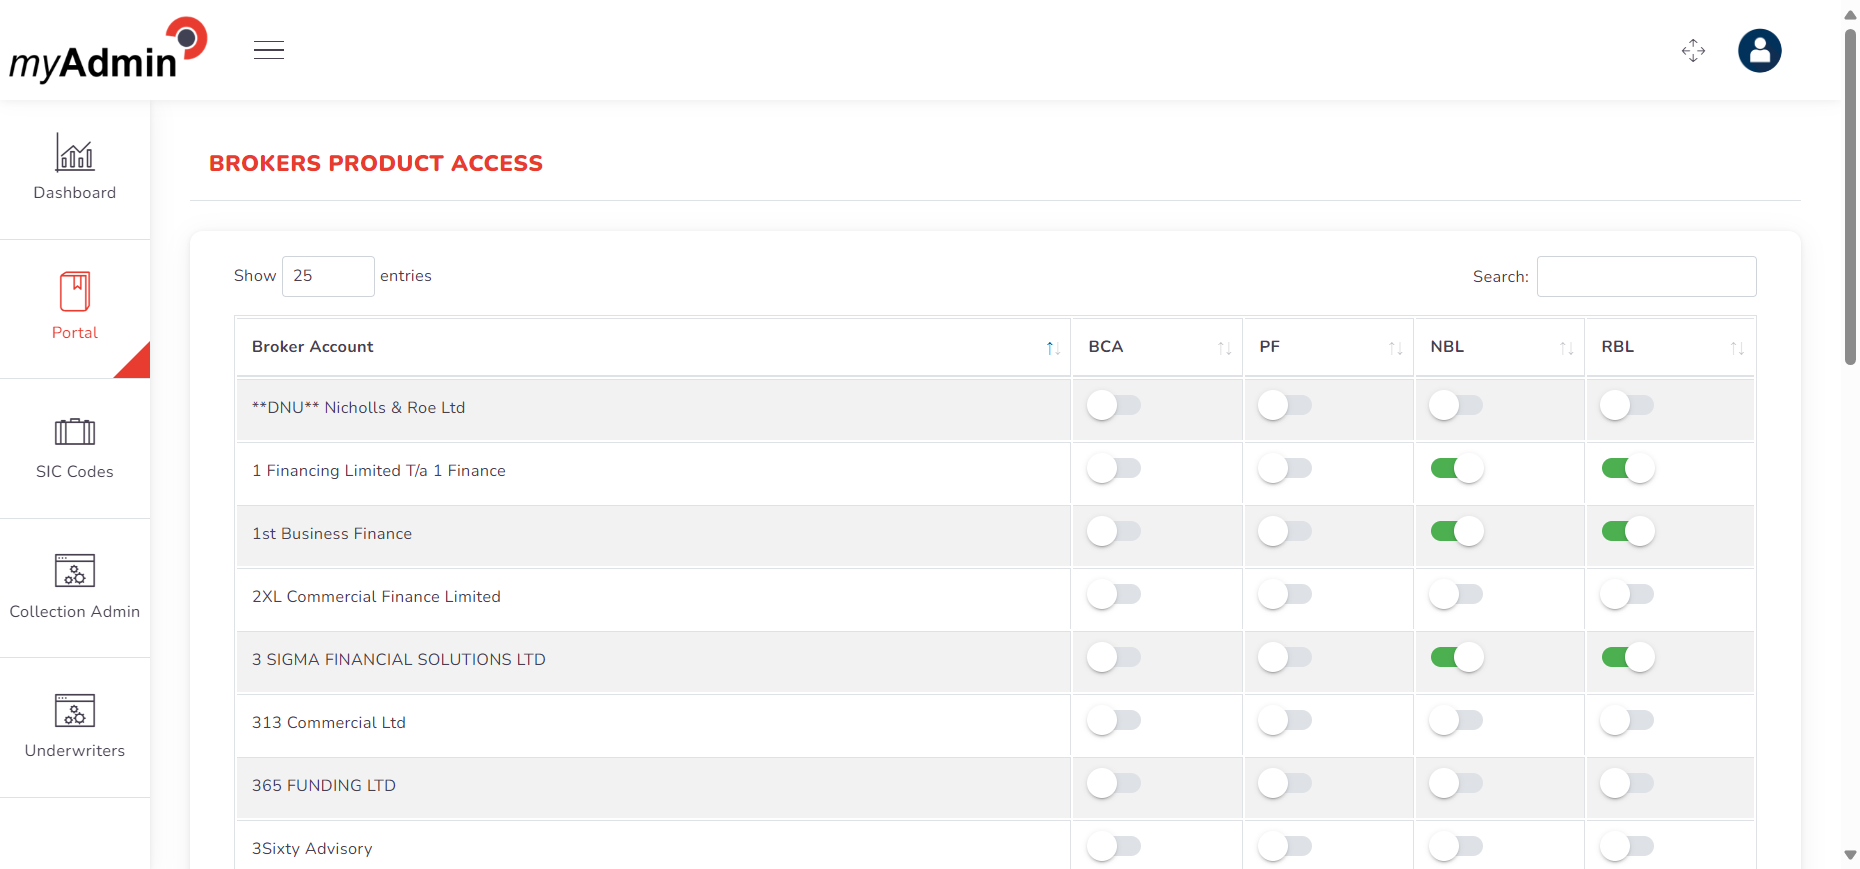 myAdmin
Dashboard
Portal
SIC Codes
Collection Admin
Underwriters
BROKERS PRODUCT ACCESS
Show 25 entries
Search:
Broker Account BCA PF NBL RBL
**DNU** Nicholls & Roe Ltd
1 Financing Limited T/a 1 Finance
1st Business Finance
2XL Commercial Finance Limited
3 SIGMA FINANCIAL SOLUTIONS LTD
313 Commercial Ltd
365 FUNDING LTD
3Sixty Advisory